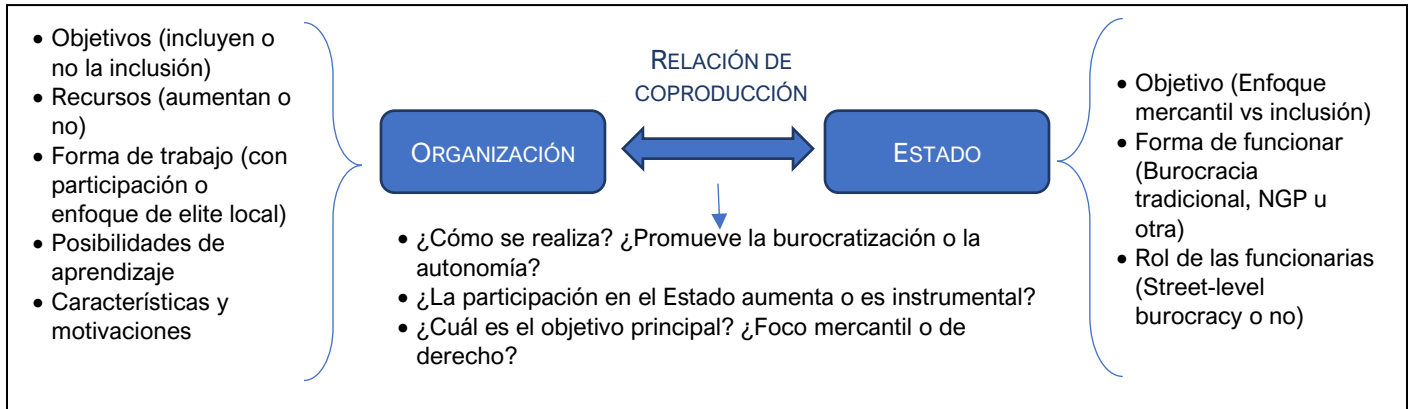 • Objetivos (incluyen o
no la inclusión)
• Recursos (aumentan o
no)
• Forma de trabajo (con
participación o
enfoque de elite local)
• Posibilidades de
aprendizaje
• Características y
motivaciones
RELACIÓN DE
COPRODUCCIÓN
ORGANIZACIÓN
ESTADO
• ¿Cómo se realiza? ¿Promueve la burocratización o la
autonomía?
• ¿La participación en el Estado aumenta o es instrumental?
• ¿Cuál es el objetivo principal? ¿Foco mercantil o de
derecho?
• Objetivo (Enfoque
mercantil vs inclusión)
• Forma de funcionar
(Burocracia
tradicional, NGP u
otra)
• Rol de las funcionarias
(Street-level
burocracy o no)